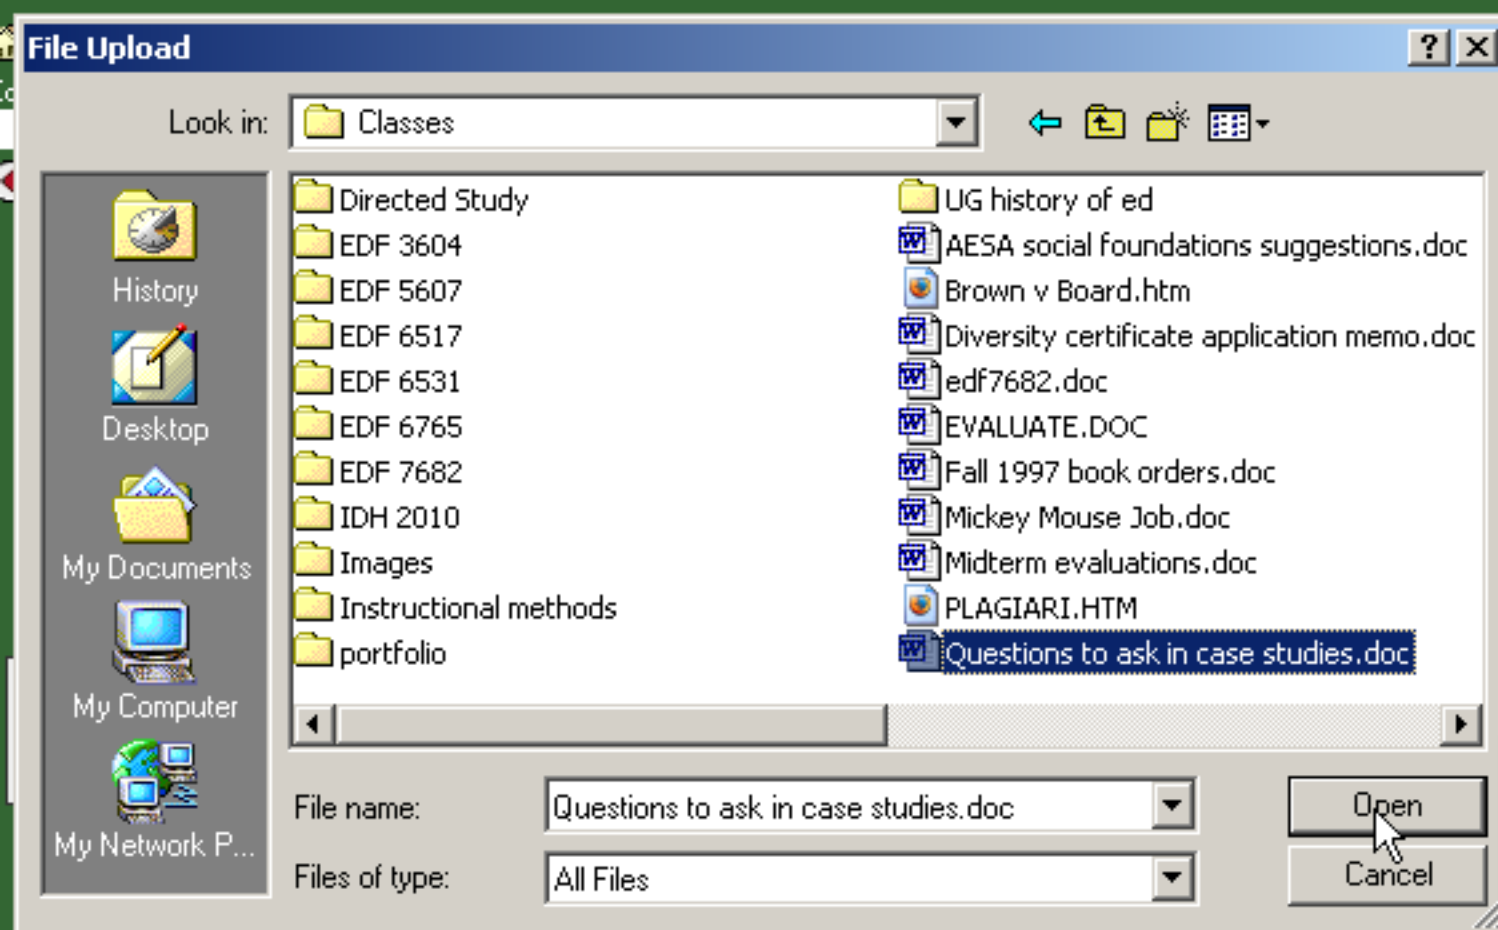 File Upload
Look in: Classes
History
Desktop
My Documents
My Computer
My Network P...
Directed Study
EDF 3604
EDF 5607
EDF 6517
EDF 6531
EDF 6765
EDF 7682
IDH 2010
Images
Instructional methods
portfolio
UG history of ed
AESA social foundations suggestions.doc
Brown v Board.htm
Diversity certificate application memo.doc
edf7682.doc
EVALUATE.DOC
Fall 1997 book orders.doc
Mickey Mouse Job.doc
Midterm evaluations.doc
PLAGIARI.HTM
Questions to ask in case studies.doc
File name: Questions to ask in case studies.doc Open
Files of type: All Files Cancel